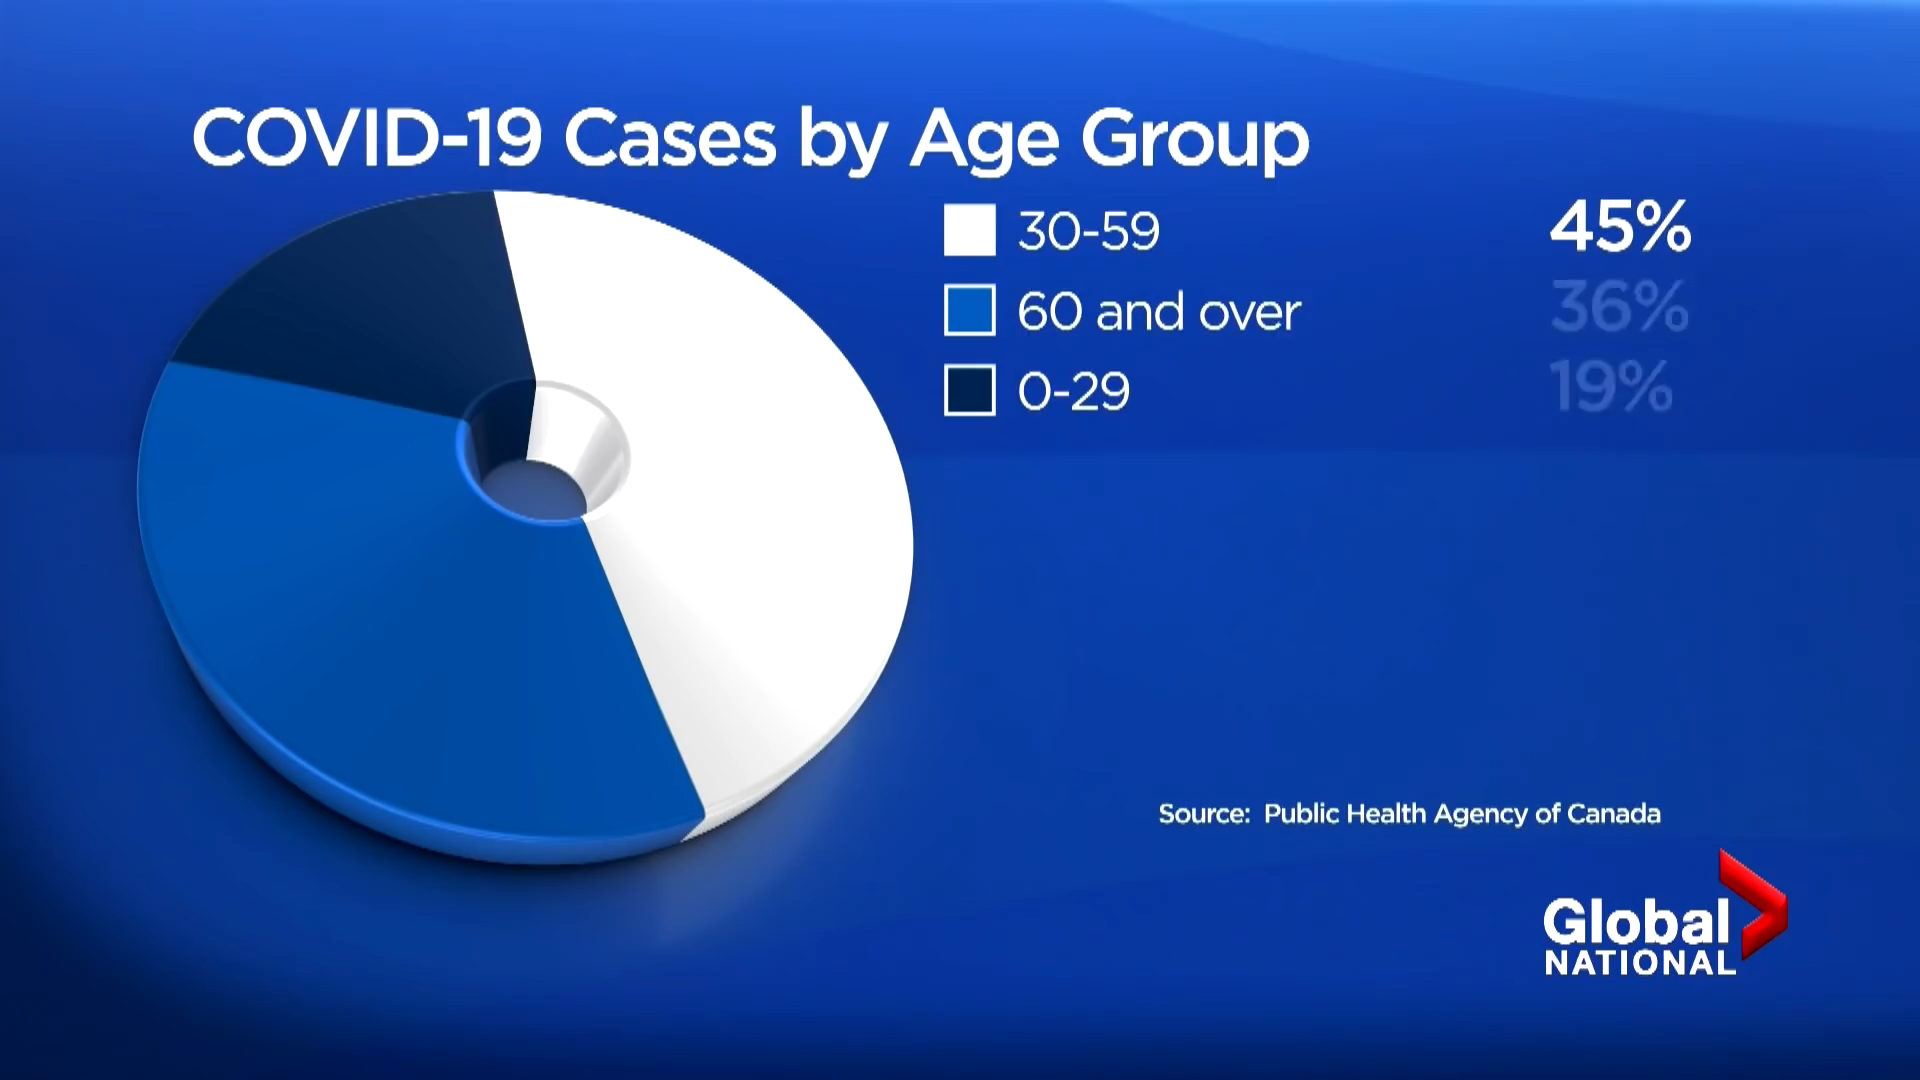 COVID-19 Cases by Age Group
30-59 45%
60 and over 36%
0-29 19%
Source: Public Health Agency of Canada
Global
NATIONAL